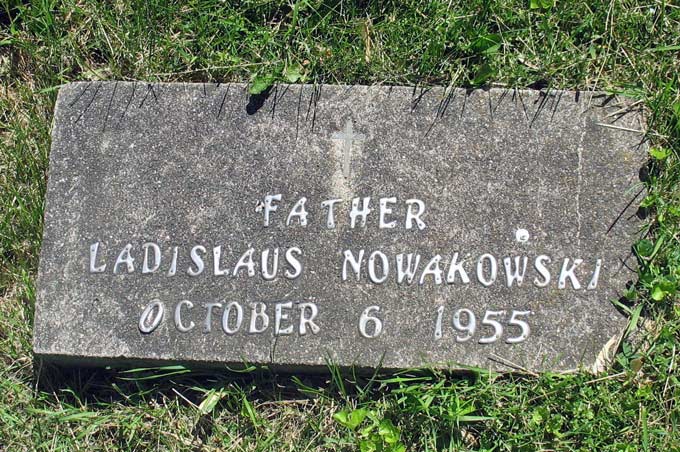 FATHER
LADISLAUS NOWAKOWSKI
OCTOBER 6 1955